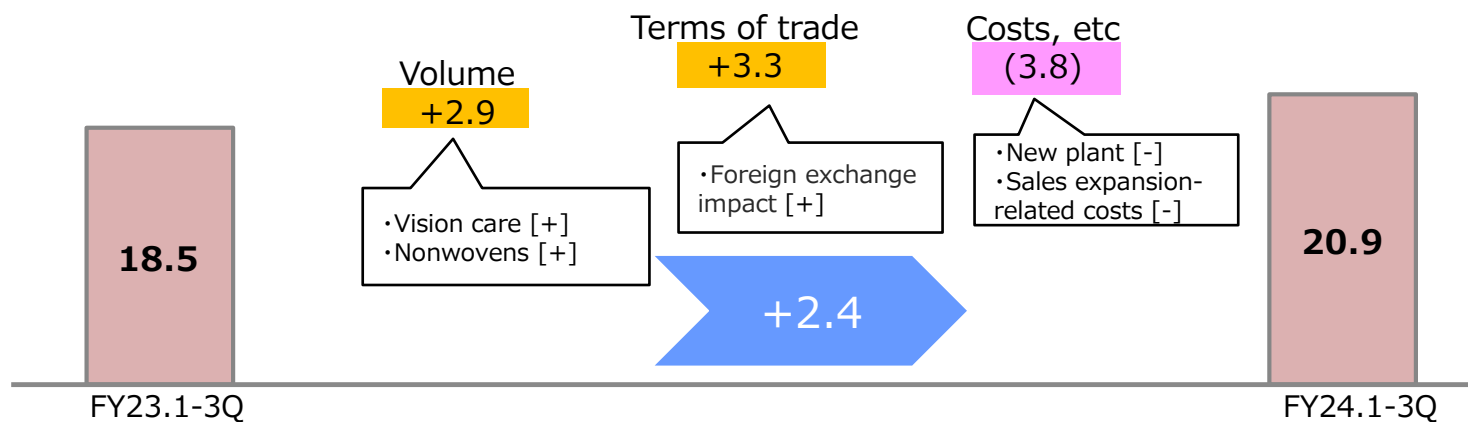 Volume
+2.9
Terms of trade
+3.3
Costs, etc
(3.8)
・Vision care [+]
・Nonwovens [+]
・Foreign exchange
impact [+]
・New plant [-]
・Sales expansion-
related costs [-]
18.5
+2.4
20.9
FY23.1-3Q
FY24.1-3Q